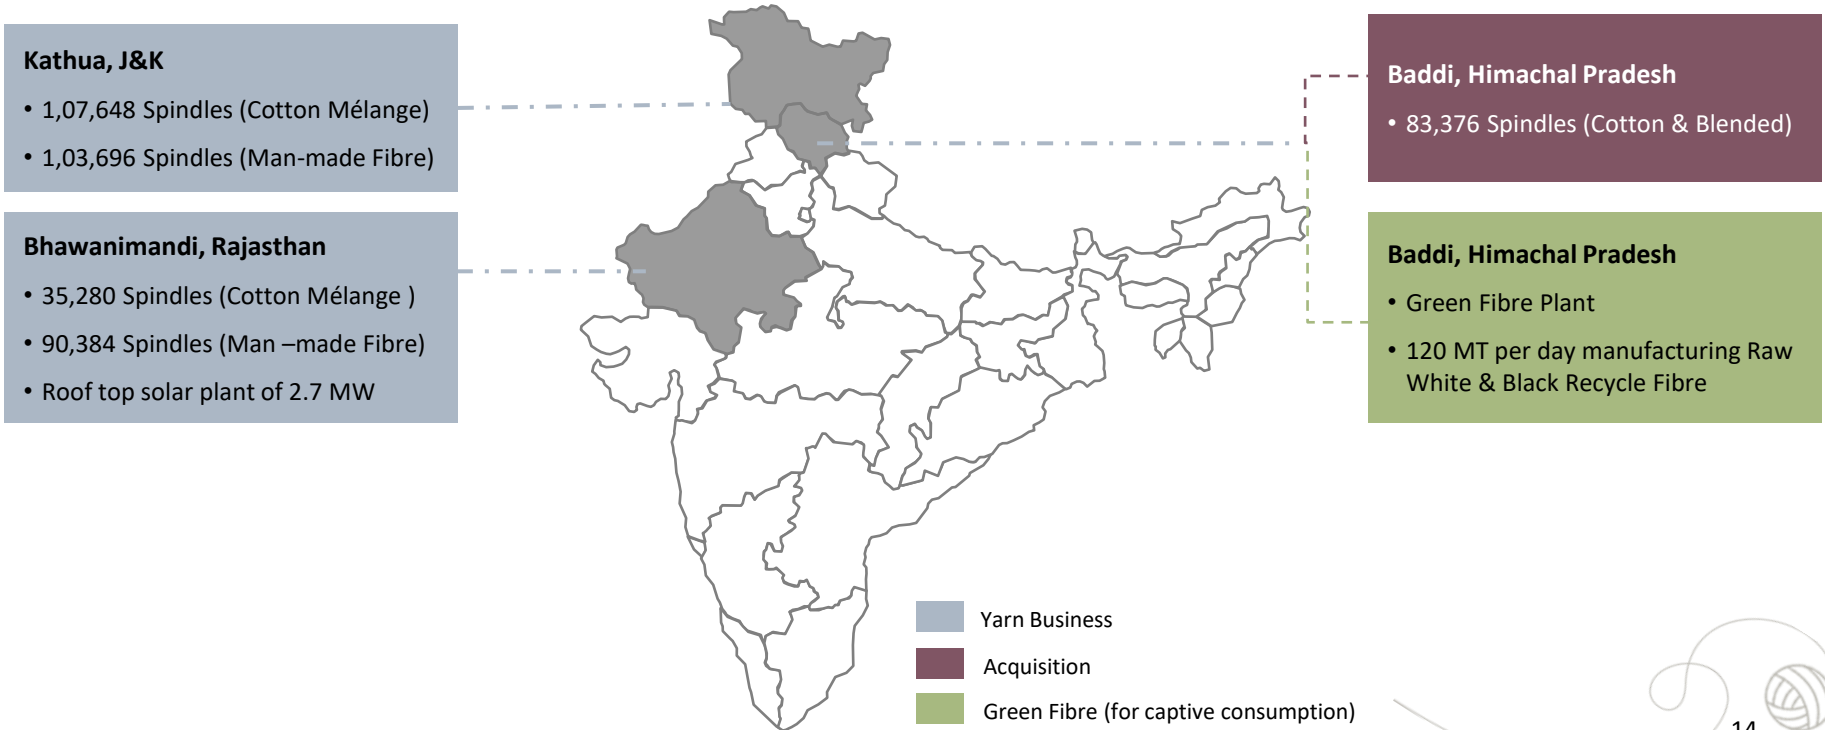 Kathua, J&K
• 1,07,648 Spindles (Cotton Mélange)
• 1,03,696 Spindles (Man-made Fibre)
Bhawanimandi, Rajasthan
• 35,280 Spindles (Cotton Mélange )
• 90,384 Spindles (Man –made Fibre)
• Roof top solar plant of 2.7 MW
Baddi, Himachal Pradesh
• 83,376 Spindles (Cotton & Blended)
Baddi, Himachal Pradesh
• Green Fibre Plant
• 120 MT per day manufacturing Raw
White & Black Recycle Fibre
Yarn Business
Acquisition
Green Fibre (for captive consumption)
14